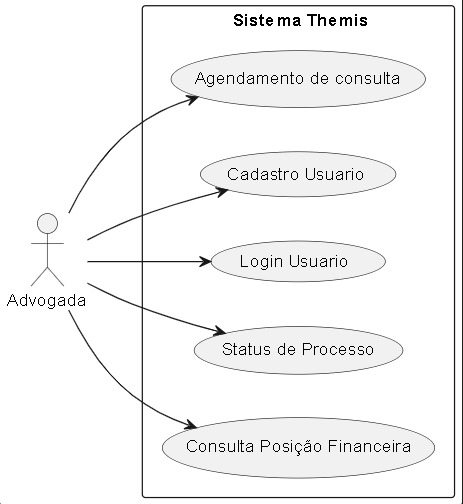 Sistema Themis
Agendamento de consulta
Cadastro Usuario
Login Usuario
Advogada
Status de Processo
Consulta Posição Financeira